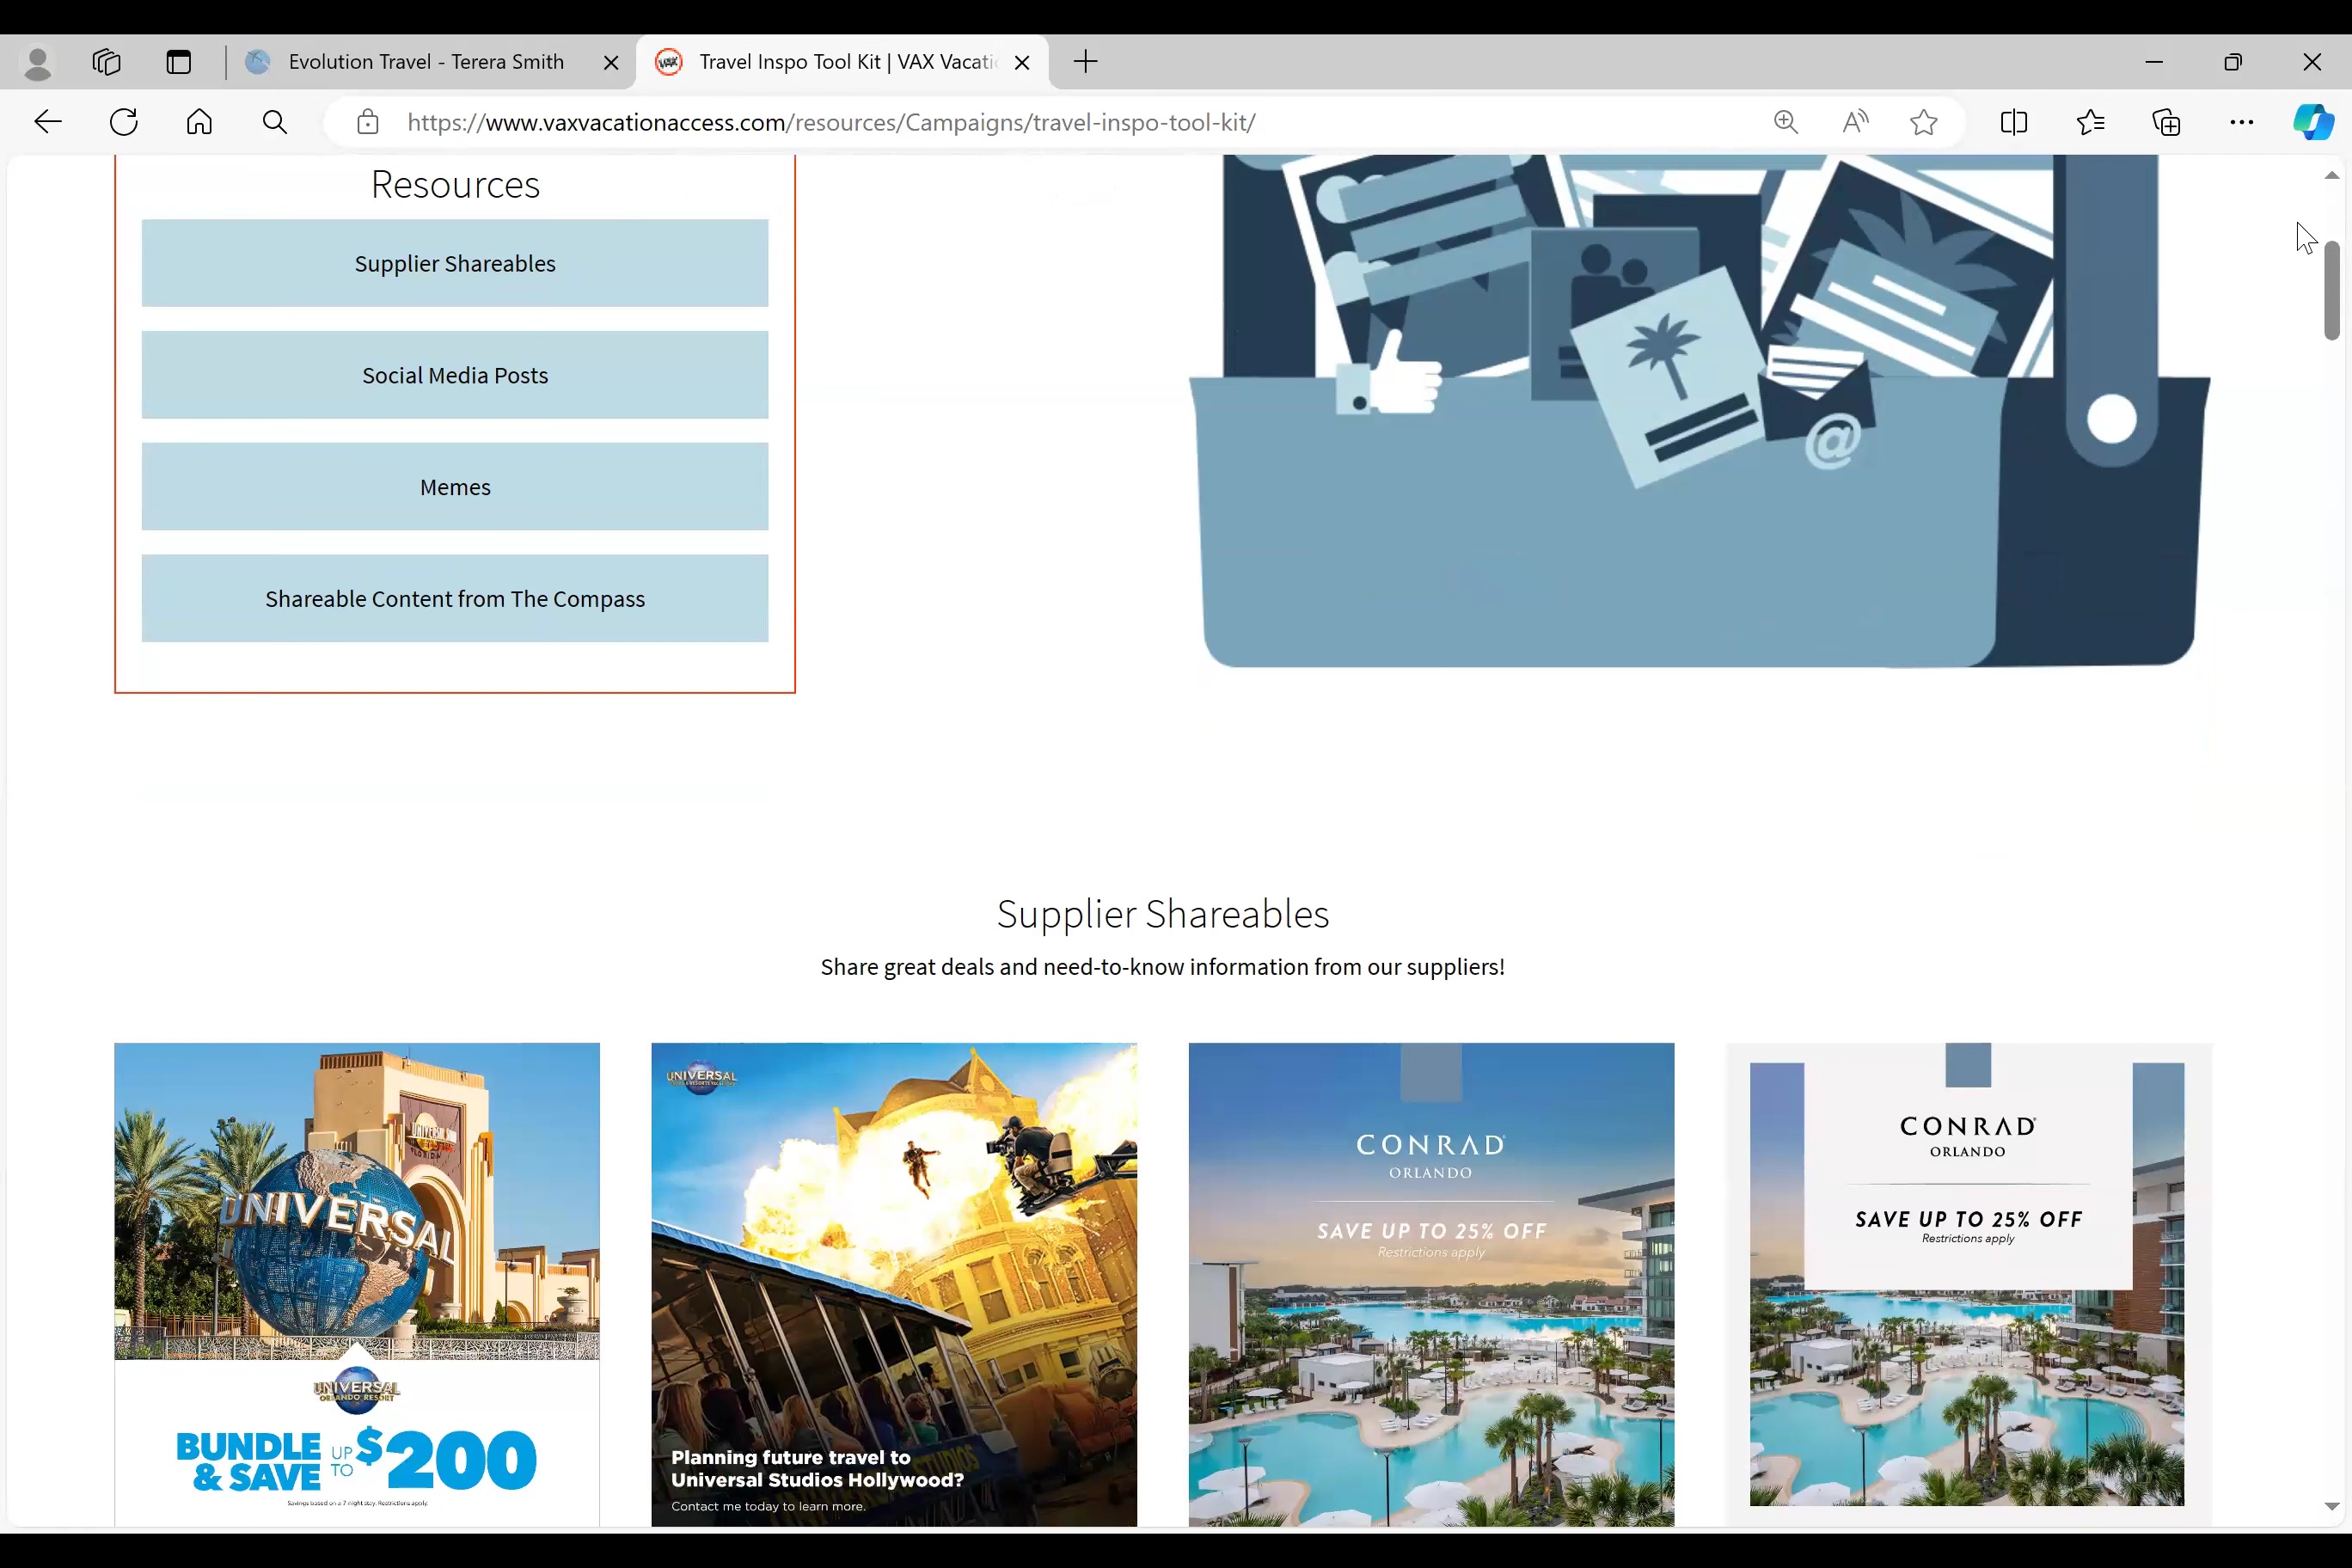 Evolution Travel - Terera Smith
Travel Inspo Tool Kit | VAX Vacati
https://www.vaxvacationaccess.com/resources/Campaigns/travel-inspo-tool-kit/
Resources
Supplier Shareables
Social Media Posts
Memes
Shareable Content from The Compass
@
Supplier Shareables
Share great deals and need-to-know information from our suppliers!
UNIVERSAL
UNIVERSAL
ORLANDO RESORT
BUNDLE
& SAVE
UP
TO
$200
Savings based on a 7 night stay. Restrictions apply.
UNIVERSAL
Planning future travel to
Universal Studios Hollywood?
Contact me today to learn more.
CONRAD
ORLANDO
SAVE UP TO 25% OFF
Restrictions apply
CONRAD
ORLANDO
SAVE UP TO 25% OFF
Restrictions apply